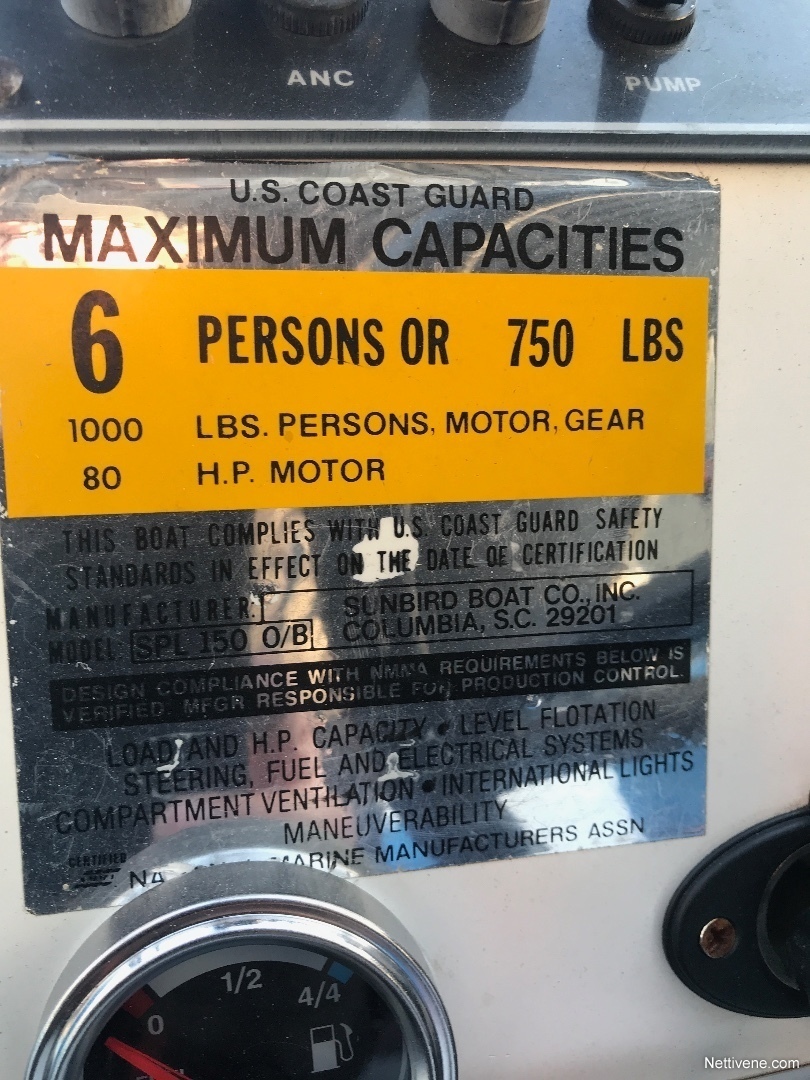 ANC PUMP
U.S. COAST GUARD
MAXIMUM CAPACITIES
6 PERSONS OR 750 LBS
1000 LBS. PERSONS, MOTOR, GEAR
80 H.P. MOTOR
THIS BOAT COMPLIES WITH U.S. COAST GUARD SAFETY
STANDARDS IN EFFECT ON THE DATE OF CERTIFICATION
MANUFACTURER: SUNBIRD BOAT CO., INC.
MODEL SPL 150 O/B COLUMBIA, S.C. 29201
DESIGN COMPLIANCE WITH NMMA REQUIREMENTS BELOW IS
VERIFIED. MFGR RESPONSIBLE FOR PRODUCTION CONTROL.
LOAD AND H.P. CAPACITY • LEVEL FLOTATION
STEERING, FUEL AND ELECTRICAL SYSTEMS
COMPARTMENT VENTILATION • INTERNATIONAL LIGHTS
MANEUVERABILITY
CERTIFIED
MARINE MANUFACTURERS ASSN
0 1/2 4/4
Nettivene.com